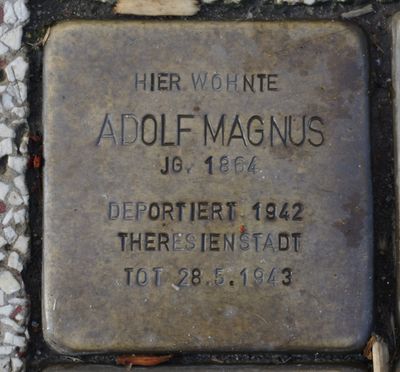 HIER WOHNTE
ADOLF MAGNUS
JG. 1864
DEPORTIERT 1942
THERESIENSTADT
TOT 28.5.1943